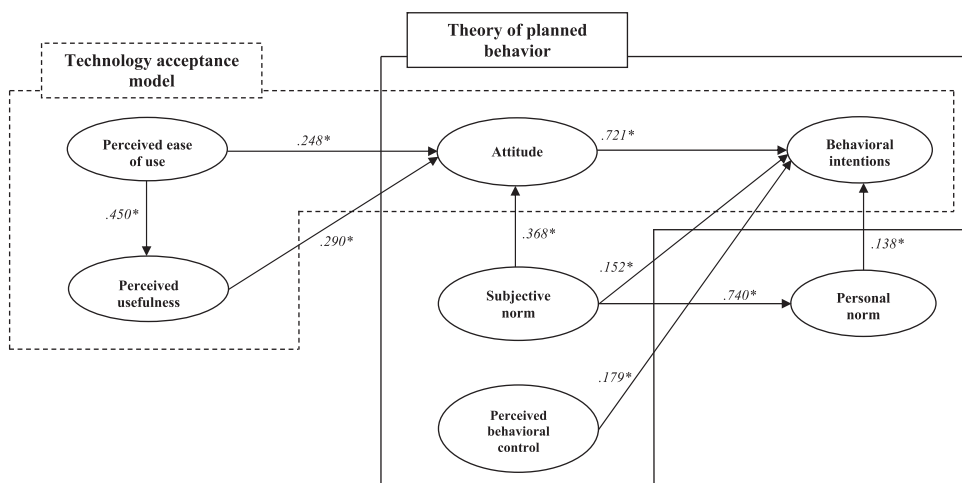 Theory of planned
behavior
Technology acceptance
model
Perceived ease
of use
.248*
Attitude
.721*
Behavioral
intentions
.450*
.290*
.368*
.152*
.138*
Perceived
usefulness
Subjective
norm
.740*
Personal
norm
.179*
Perceived
behavioral
control